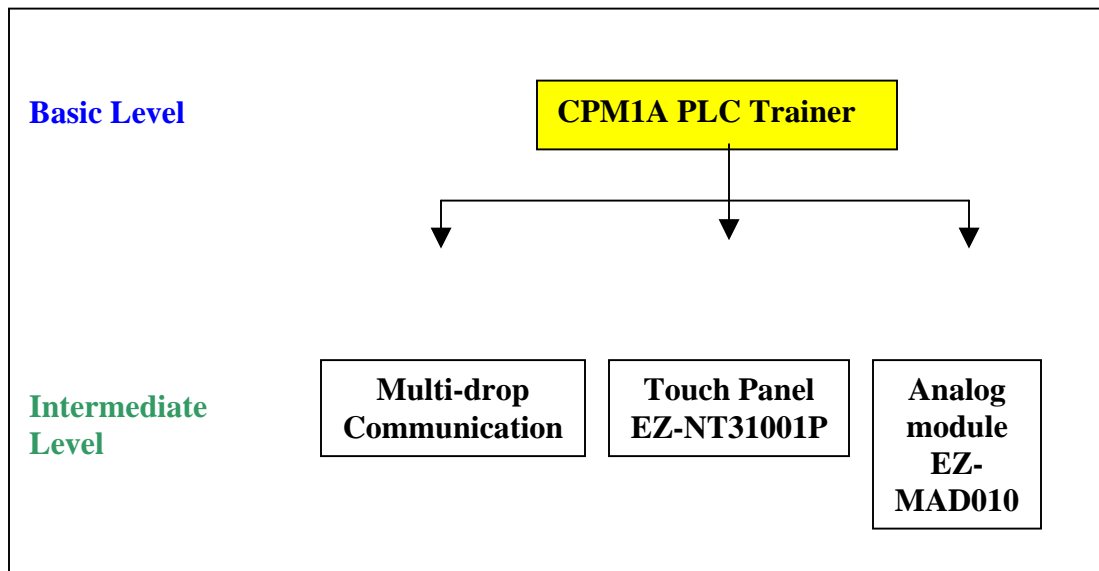 Basic Level
CPM1A PLC Trainer
Intermediate
Level
Multi-drop
Communication
Touch Panel
EZ-NT31001P
Analog
module
EZ-
MAD010